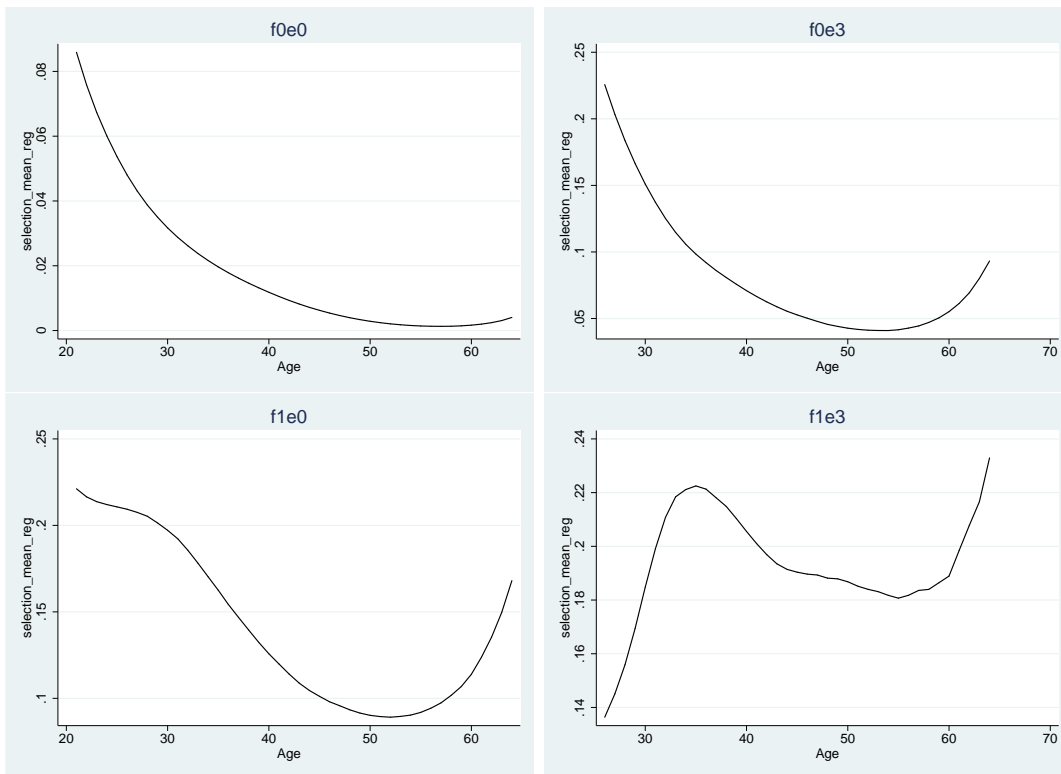 f0e0
selection_mean_reg
0 .02 .04 .06 .08
20 30 40 50 60
Age
f0e3
selection_mean_reg
.05 .1 .15 .2 .25
30 40 50 60 70
Age
f1e0
selection_mean_reg
.1 .15 .2 .25
20 30 40 50 60
Age
f1e3
selection_mean_reg
.14 .16 .18 .2 .22 .24
30 40 50 60 70
Age